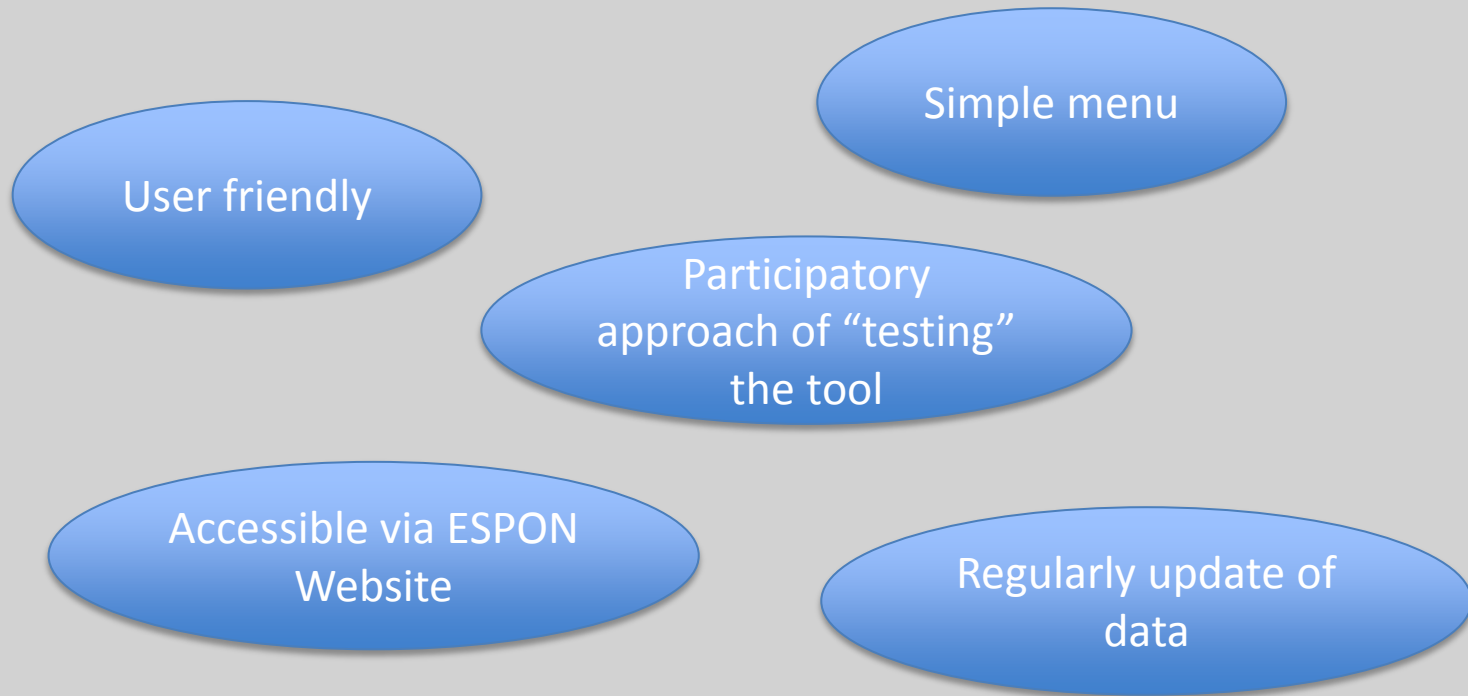 Simple menu
User friendly
Participatory
approach of “testing”
the tool
Accessible via ESPON
Website
Regularly update of
data